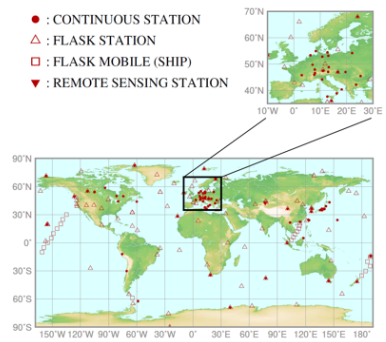 ● : CONTINUOUS STATION
△ : FLASK STATION
□ : FLASK MOBILE (SHIP)
▼ : REMOTE SENSING STATION
70˚N
60˚N
50˚N
40˚N
10˚W 0˚E 10˚E 20˚E 30˚E
90˚N
60˚N
30˚N
0˚
30˚S
60˚S
90˚S
150˚W 120˚W 90˚W 60˚W 30˚W 0˚E 30˚E 60˚E 90˚E 120˚E 150˚E 180˚E